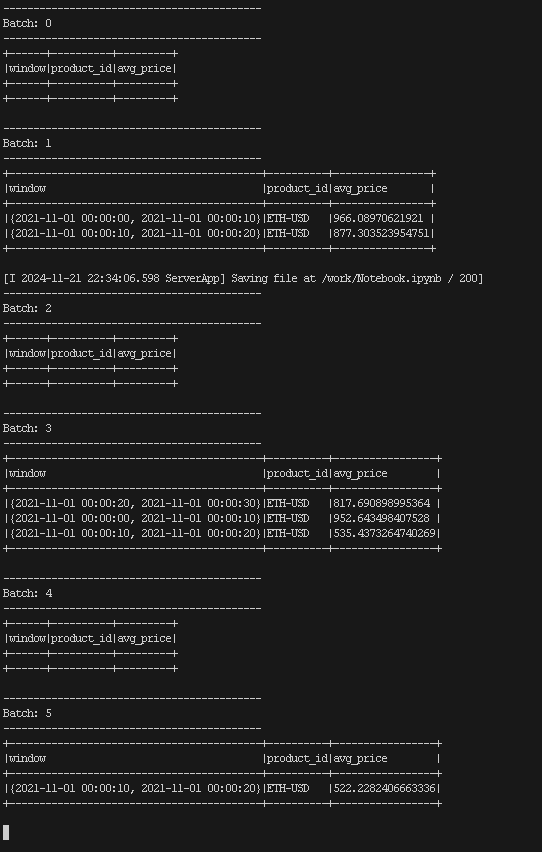 -------------------------------------------
Batch: 0
-------------------------------------------
+------+----------+---------+
|window|product_id|avg_price|
+------+----------+---------+
+------+----------+---------+
-------------------------------------------
Batch: 1
-------------------------------------------
+------------------------------------------+----------+----------------+
|window                                    |product_id|avg_price       |
+------------------------------------------+----------+----------------+
|{2021-11-01 00:00:00, 2021-11-01 00:00:10}|ETH-USD   |966.08970621921 |
|{2021-11-01 00:00:10, 2021-11-01 00:00:20}|ETH-USD   |877.303523954751|
+------------------------------------------+----------+----------------+
[I 2024-11-21 22:34:06.598 ServerApp] Saving file at /work/Notebook.ipynb / 200]
-------------------------------------------
Batch: 2
-------------------------------------------
+------+----------+---------+
|window|product_id|avg_price|
+------+----------+---------+
+------+----------+---------+
-------------------------------------------
Batch: 3
-------------------------------------------
+------------------------------------------+----------+-----------------+
|window                                    |product_id|avg_price        |
+------------------------------------------+----------+-----------------+
|{2021-11-01 00:00:20, 2021-11-01 00:00:30}|ETH-USD   |817.690898995364 |
|{2021-11-01 00:00:00, 2021-11-01 00:00:10}|ETH-USD   |952.643498407528 |
|{2021-11-01 00:00:10, 2021-11-01 00:00:20}|ETH-USD   |535.4373264740269|
+------------------------------------------+----------+-----------------+
-------------------------------------------
Batch: 4
-------------------------------------------
+------+----------+---------+
|window|product_id|avg_price|
+------+----------+---------+
+------+----------+---------+
-------------------------------------------
Batch: 5
-------------------------------------------
+------------------------------------------+----------+-----------------+
|window                                    |product_id|avg_price        |
+------------------------------------------+----------+-----------------+
|{2021-11-01 00:00:10, 2021-11-01 00:00:20}|ETH-USD   |522.2282406663336|
+------------------------------------------+----------+-----------------+